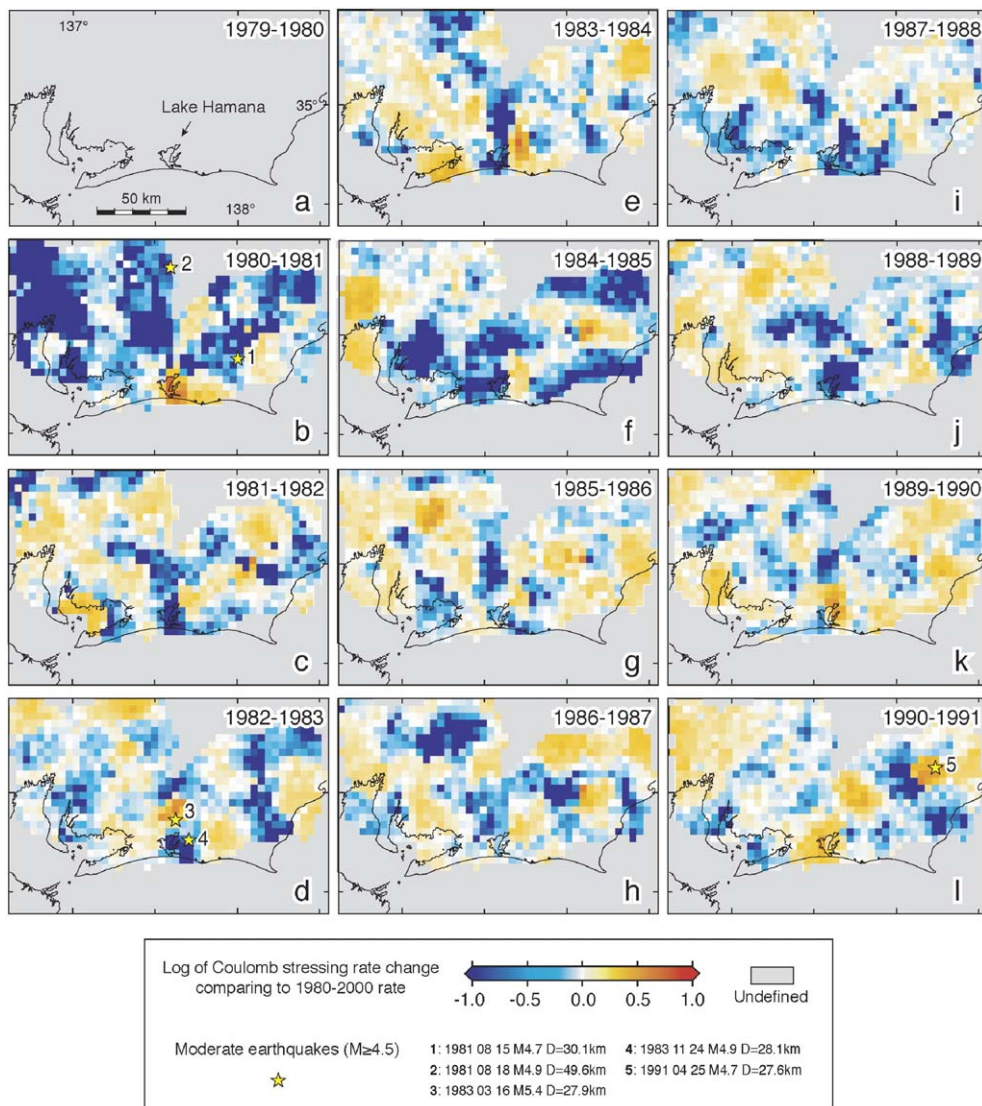 137°
1979-1980
Lake Hamana
35°
50 km
138°
a
1983-1984
e
1987-1988
i
2
1980-1981
1
b
1984-1985
f
1988-1989
j
1981-1982
c
1985-1986
g
1989-1990
k
1982-1983
3
4
d
1986-1987
h
1990-1991
5
l
Log of Coulomb stressing rate change
comparing to 1980-2000 rate
-1.0 -0.5 0.0 0.5 1.0
Undefined
Moderate earthquakes (M≥4.5)
1: 1981 08 15 M4.7 D=30.1km
2: 1981 08 18 M4.9 D=49.6km
3: 1983 03 16 M5.4 D=27.9km
4: 1983 11 24 M4.9 D=28.1km
5: 1991 04 25 M4.7 D=27.6km